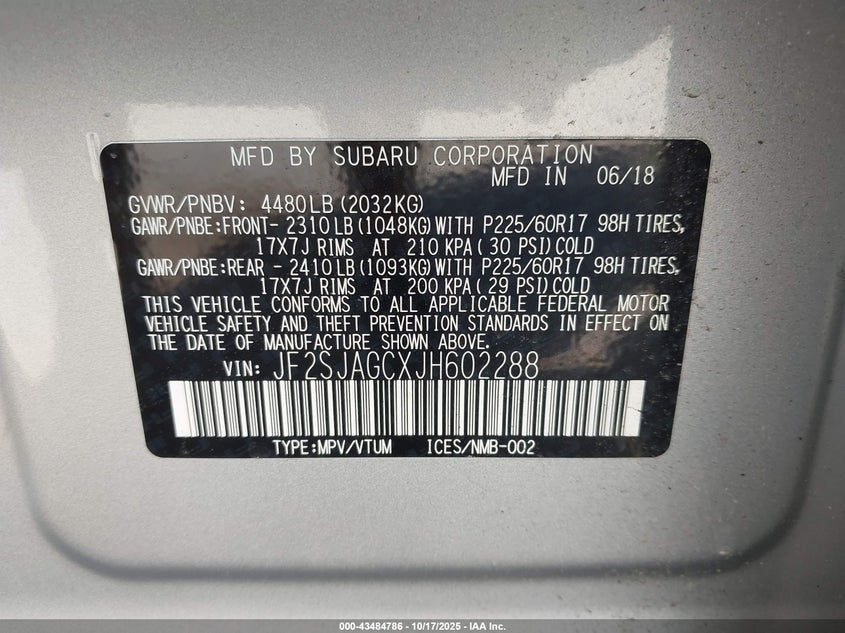 MFD BY SUBARU CORPORATION
MFD IN 06/18
GVWR/PNBV: 4480LB (2032KG)
GAWR/PNBE:FRONT- 2310 LB (1048KG) WITH P225/60R17 98H TIRES,
17X7J RIMS AT 210 KPA ( 30 PSI) COLD
GAWR/PNBE:REAR - 2410 LB (1093KG) WITH P225/60R17 98H TIRES,
17X7J RIMS AT 200 KPA ( 29 PSI) COLD
THIS VEHICLE CONFORMS TO ALL APPLICABLE FEDERAL MOTOR
VEHICLE SAFETY AND THEFT PREVENTION STANDARDS IN EFFECT ON
THE DATE OF MANUFACTURE SHOWN ABOVE.
VIN: JF2SJAGCXJH602288
TYPE:MPV/VTUM ICES/NMB-002
000-43484786 - 10/17/2025 - IAA Inc.